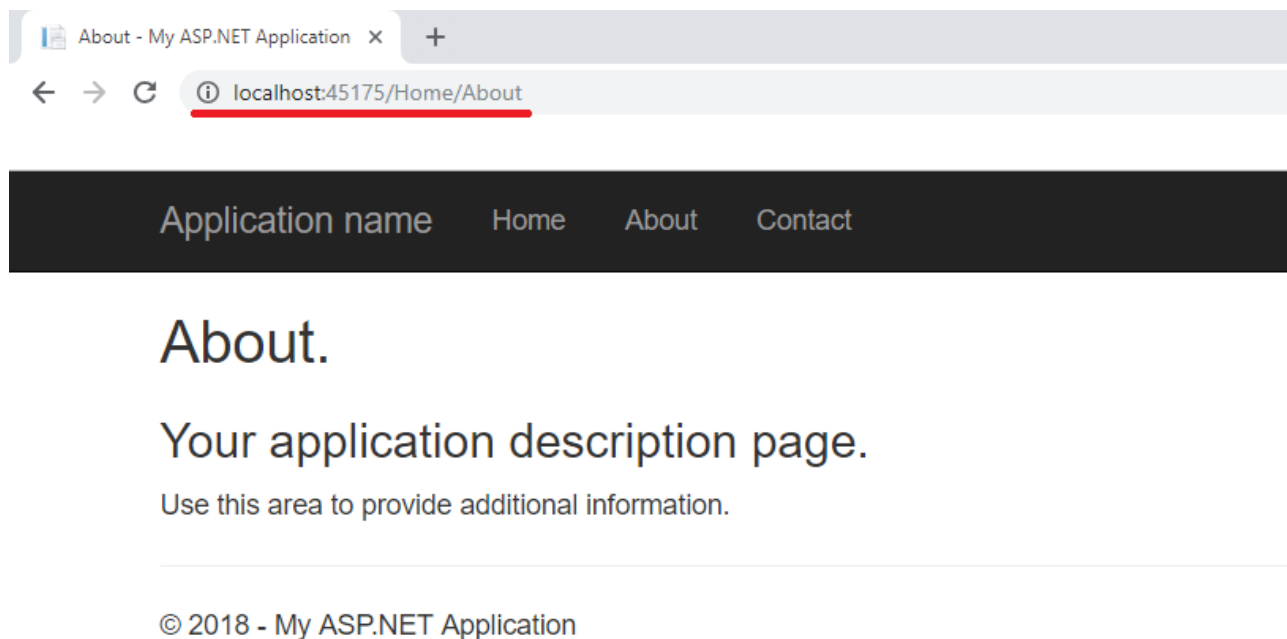 About - My ASP.NET Application
localhost:45175/Home/About
Application name Home About Contact
About.
Your application description page.
Use this area to provide additional information.
© 2018 - My ASP.NET Application